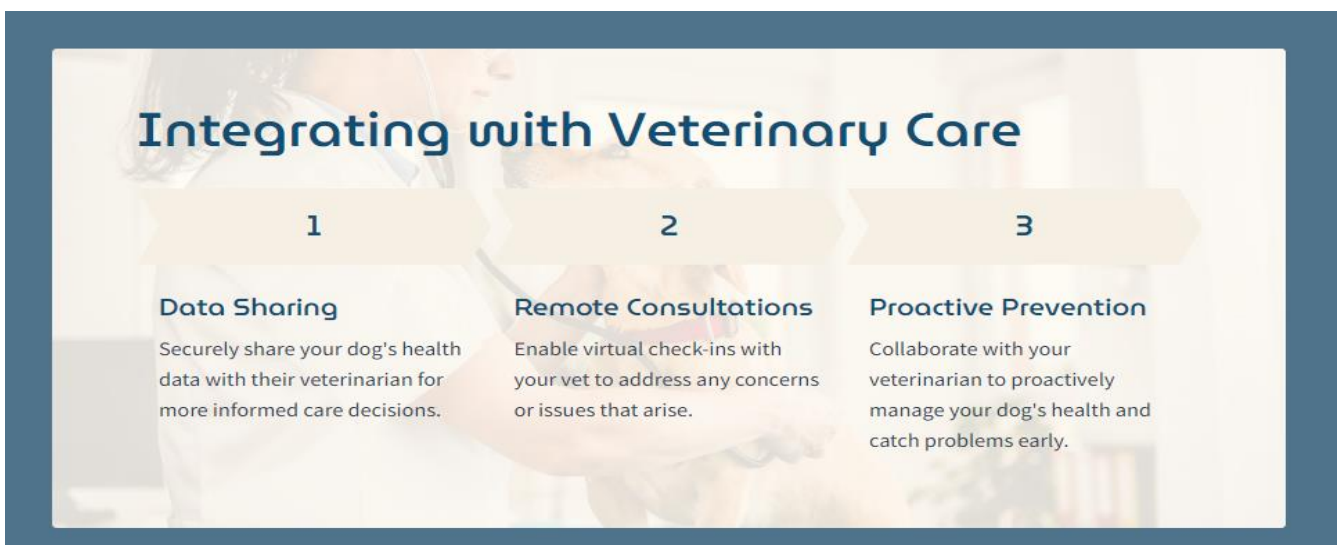 Integrating with Veterinary Care
1
2
3
Data Sharing
Securely share your dog's health
data with their veterinarian for
more informed care decisions.
Remote Consultations
Enable virtual check-ins with
your vet to address any concerns
or issues that arise.
Proactive Prevention
Collaborate with your
veterinarian to proactively
manage your dog's health and
catch problems early.